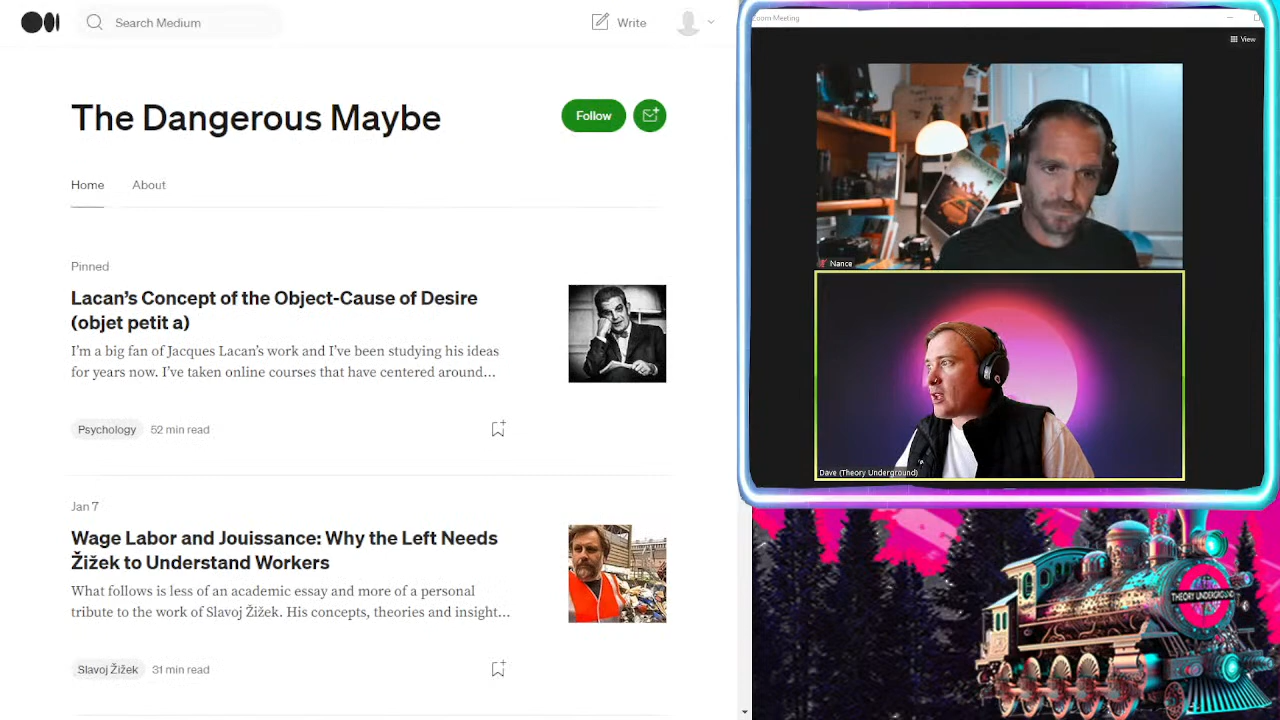 Search Medium
Write
The Dangerous Maybe
Follow
Home
About
Pinned
Lacan's Concept of the Object-Cause of Desire
(objet petit a)
I'm a big fan of Jacques Lacan's work and I've been studying his ideas
for years now. I've taken online courses that have centered around...
Psychology
52 min read
Jan 7
Wage Labor and Jouissance: Why the Left Needs
Žižek to Understand Workers
What follows is less of an academic essay and more of a personal
tribute to the work of Slavoj Žižek. His concepts, theories and insight...
Slavoj Žižek
31 min read
Zoom Meeting
View
Nance
Dave (Theory Underground)
THEORY UNDERGROUND